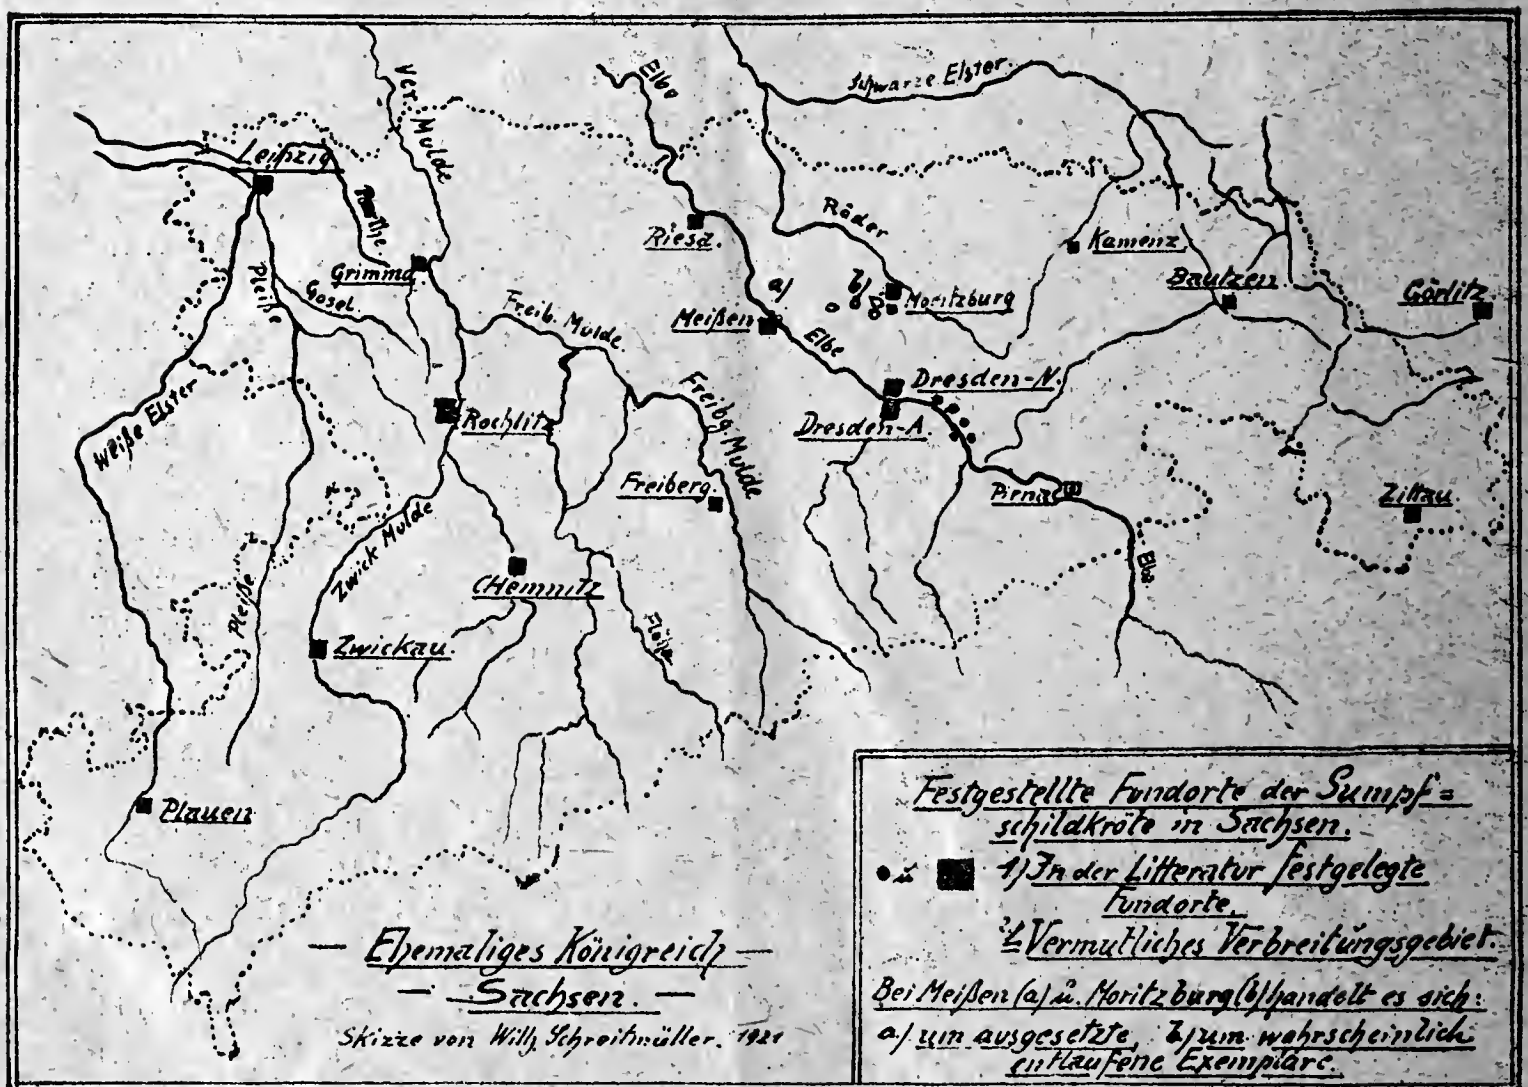 Elbe
Ver. Mulde
Schwarze Elster.
Leipzig
Parthe
Röder
Riesa.
Kamenz
Grimma
Pleiße
Gosel.
a)
b)
Moritzburg
Bautzen
Görlitz
Freib. Mulde.
Meißen
Elbe
Dresden-N.
Weiße Elster
Rochlitz
Freibg Mulde
Dresden-A.
Freiberg.
Pirna
Zittau
Zwick Mulde
Chemnitz
Elbe.
Pleiße
Flöha
Zwickau.
Plauen
— Ehemaliges Königreich —
— Sachsen. —
Skizze von Willy Schreitmüller. 1921
Festgestellte Fundorte der Sumpf=
schildkröte in Sachsen.
u. 1) In der Litteratur festgelegte
Fundorte.
Vermutliches Verbreitungsgebiet.
Bei Meißen (a) u. Moritzburg (b) handelt es sich:
a) um ausgesetzte, b) um wahrscheinlich
entlaufene Exemplare.